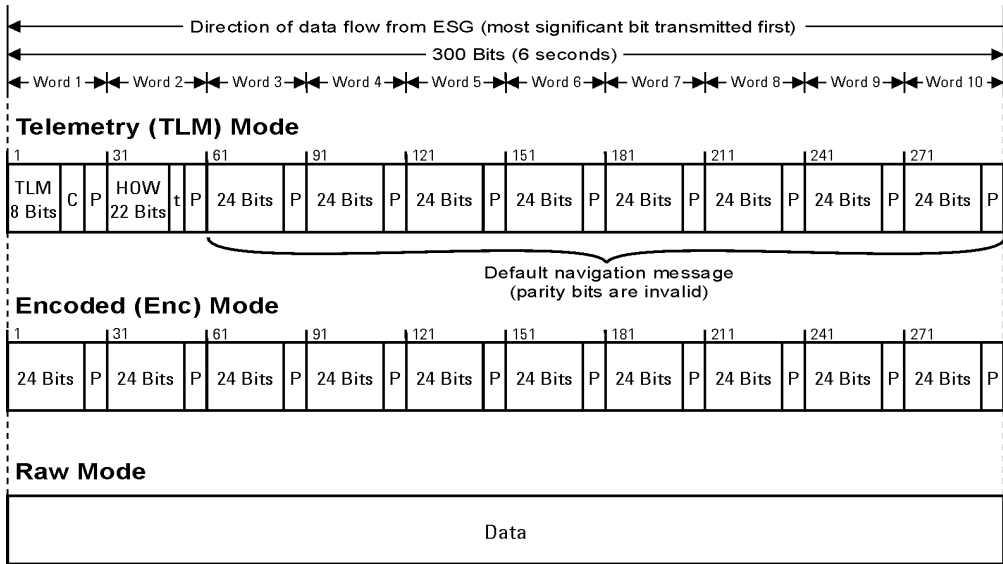 Direction of data flow from ESG (most significant bit transmitted first)
300 Bits (6 seconds)
Word 1 Word 2 Word 3 Word 4 Word 5 Word 6 Word 7 Word 8 Word 9 Word 10
Telemetry (TLM) Mode
1 31 61 91 121 151 181 211 241 271
TLM 8 Bits C P HOW 22 Bits t P 24 Bits P 24 Bits P 24 Bits P 24 Bits P 24 Bits P 24 Bits P 24 Bits P 24 Bits P
Default navigation message
(parity bits are invalid)
Encoded (Enc) Mode
1 31 61 91 121 151 181 211 241 271
24 Bits P 24 Bits P 24 Bits P 24 Bits P 24 Bits P 24 Bits P 24 Bits P 24 Bits P 24 Bits P 24 Bits P
Raw Mode
Data